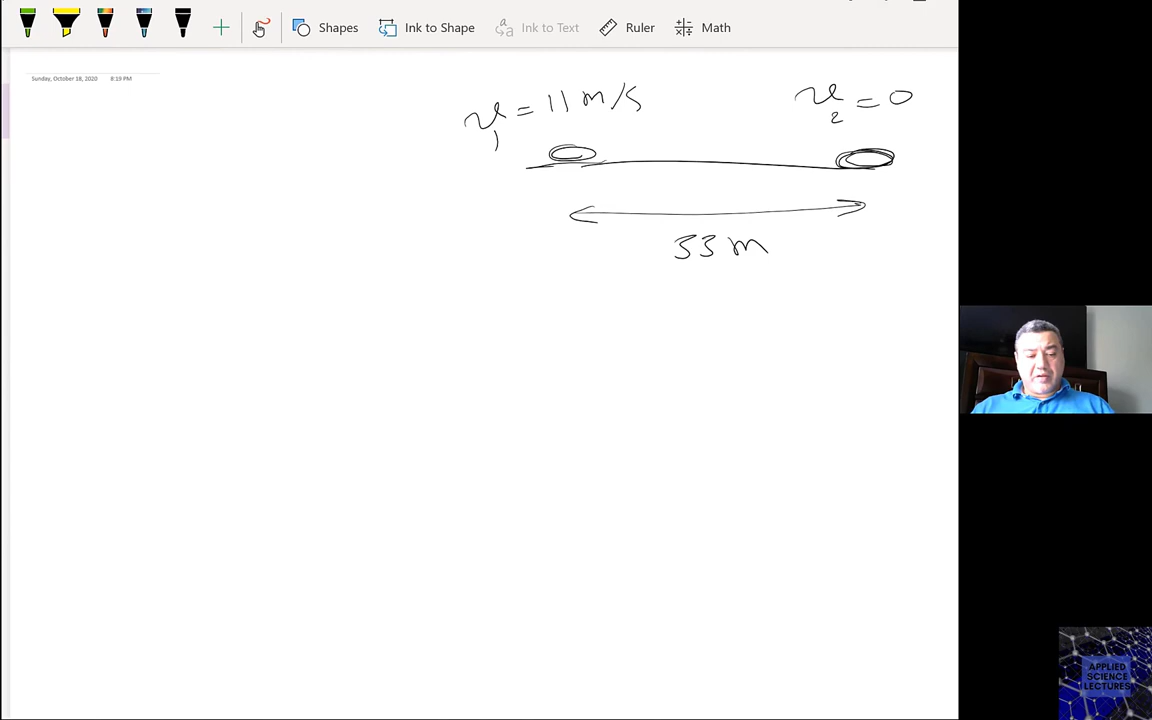 Shapes
Ink to Shape
Ink to Text
Ruler
Math
Sunday, October 18, 2020 8:19 PM
v₁ = 11 m/s
v₂ = 0
33 m
APPLIED
SCIENCE
LECTURES